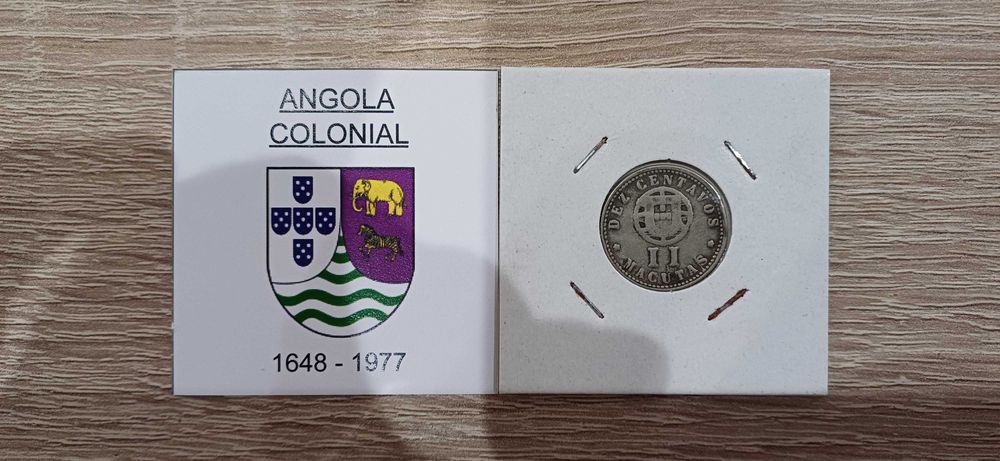 ANGOLA
COLONIAL
1648 - 1977
DEZ CENTAVOS
II
MACUTAS